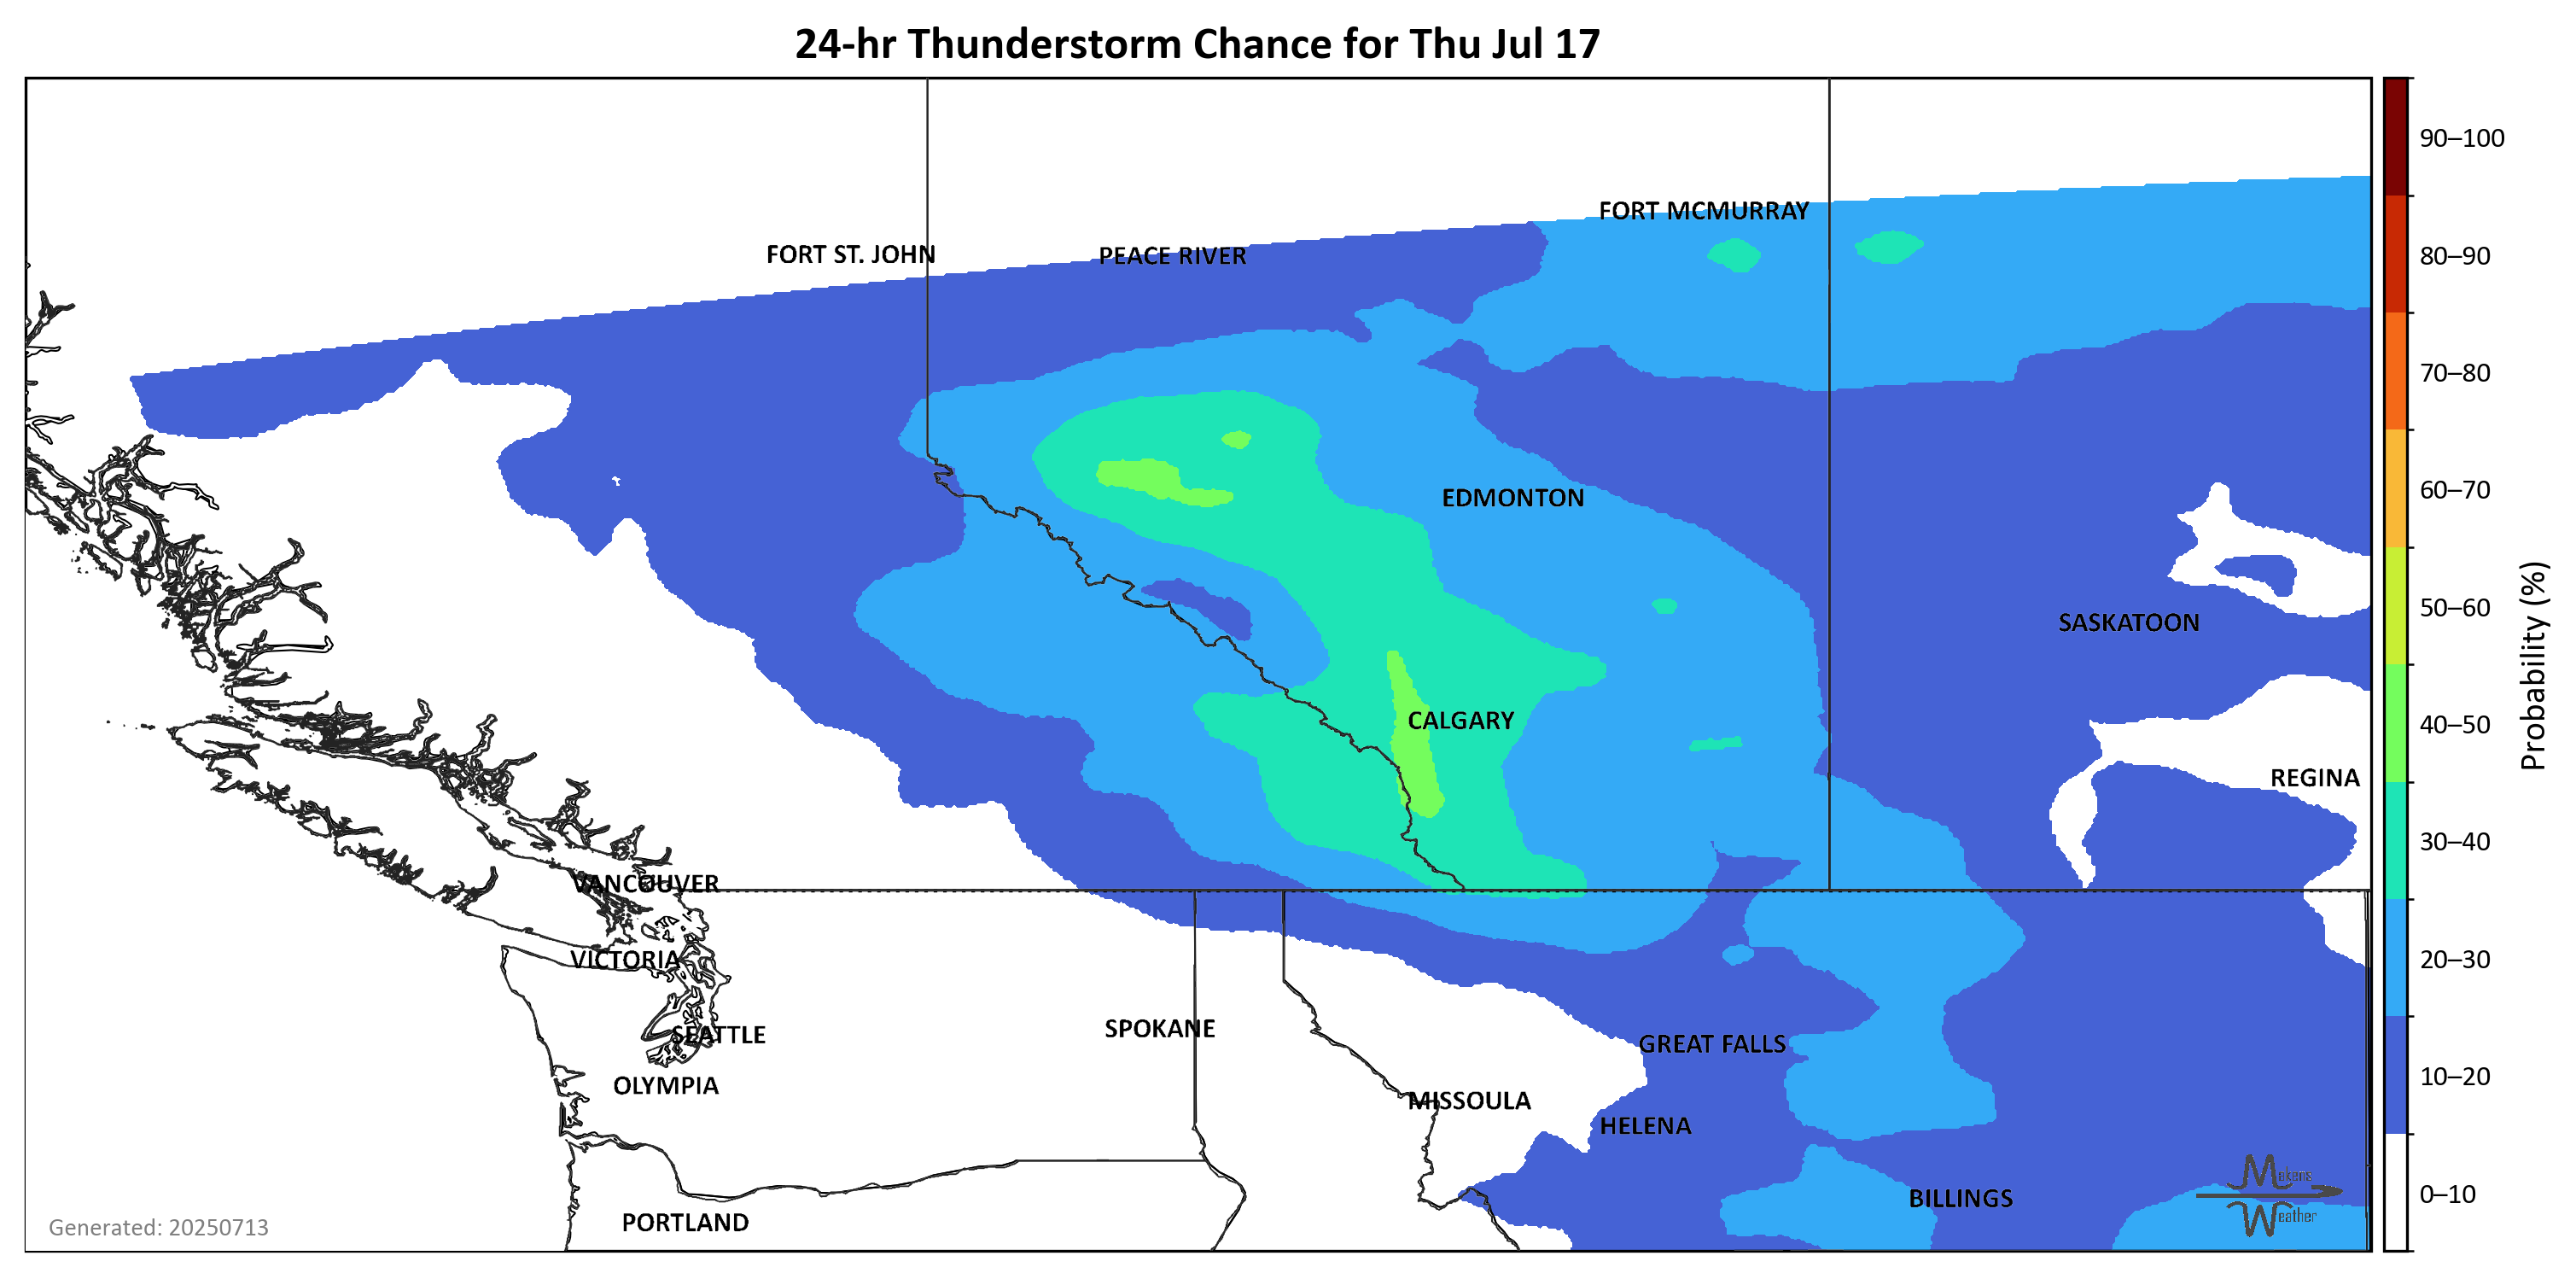 24-hr Thunderstorm Chance for Thu Jul 17
90–100
FORT MCMURRAY
FORT ST. JOHN
PEACE RIVER
80–90
70–80
60–70
EDMONTON
50–60
SASKATOON
Probability (%)
40–50
CALGARY
REGINA
30–40
VANCOUVER
VICTORIA
20–30
SPOKANE
SEATTLE
GREAT FALLS
10–20
OLYMPIA
MISSOULA
HELENA
Mekens
0–10
BILLINGS
Weather
PORTLAND
Generated: 20250713